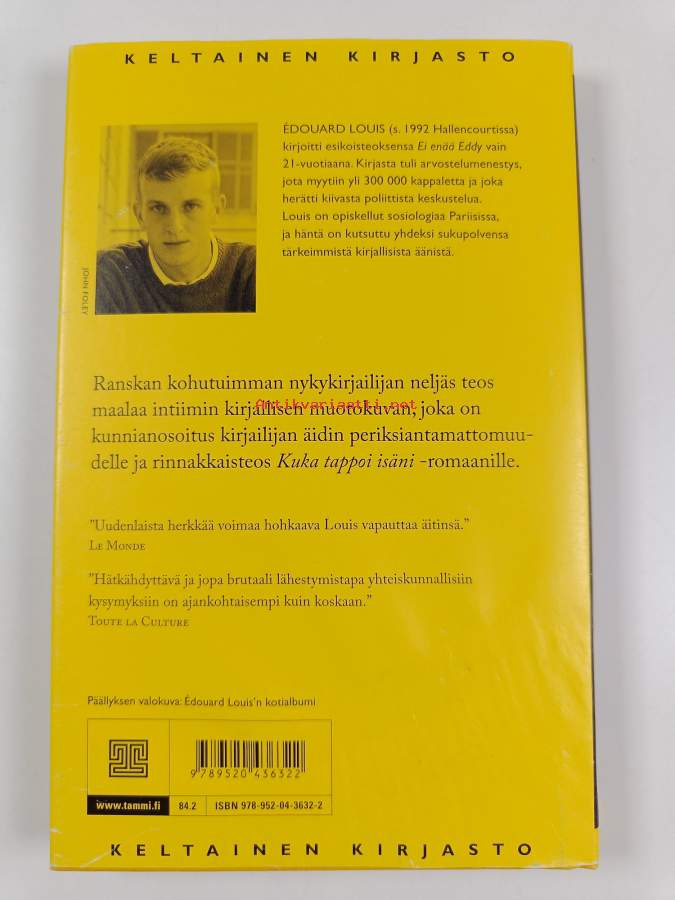 KELTAINEN KIRJASTO
ÉDOUARD LOUIS (s. 1992 Hallencourtissa)
kirjoitti esikoisteoksensa Ei enää Eddy vain
21-vuotiaana. Kirjasta tuli arvostelumenestys,
jota myytiin yli 300 000 kappaletta ja joka
herätti kiivasta poliittista keskustelua.
Louis on opiskellut sosiologiaa Pariisissa,
ja häntä on kutsuttu yhdeksi sukupolvensa
tärkeimmistä kirjallisista äänistä.
JOHN FOLEY
Ranskan kohutuimman nykykirjailijan neljäs teos
maalaa intiimin kirjallisen muotokuvan, joka on
antikvariaatti.net
kunnianosoitus kirjailijan äidin periksiantamattomuu-
delle ja rinnakkaisteos Kuka tappoi isäni -romaanille.
”Uudenlaista herkkää voimaa hohkaava Louis vapauttaa äitinsä.”
LE MONDE
”Hätkähdyttävä ja jopa brutaali lähestymistapa yhteiskunnallisiin
kysymyksiin on ajankohtaisempi kuin koskaan.”
TOUTE LA CULTURE
Päällyksen valokuva: Édouard Louis'n kotialbumi
9 789520 436322
www.tammi.fi 84.2 ISBN 978-952-04-3632-2
KELTAINEN KIRJASTO